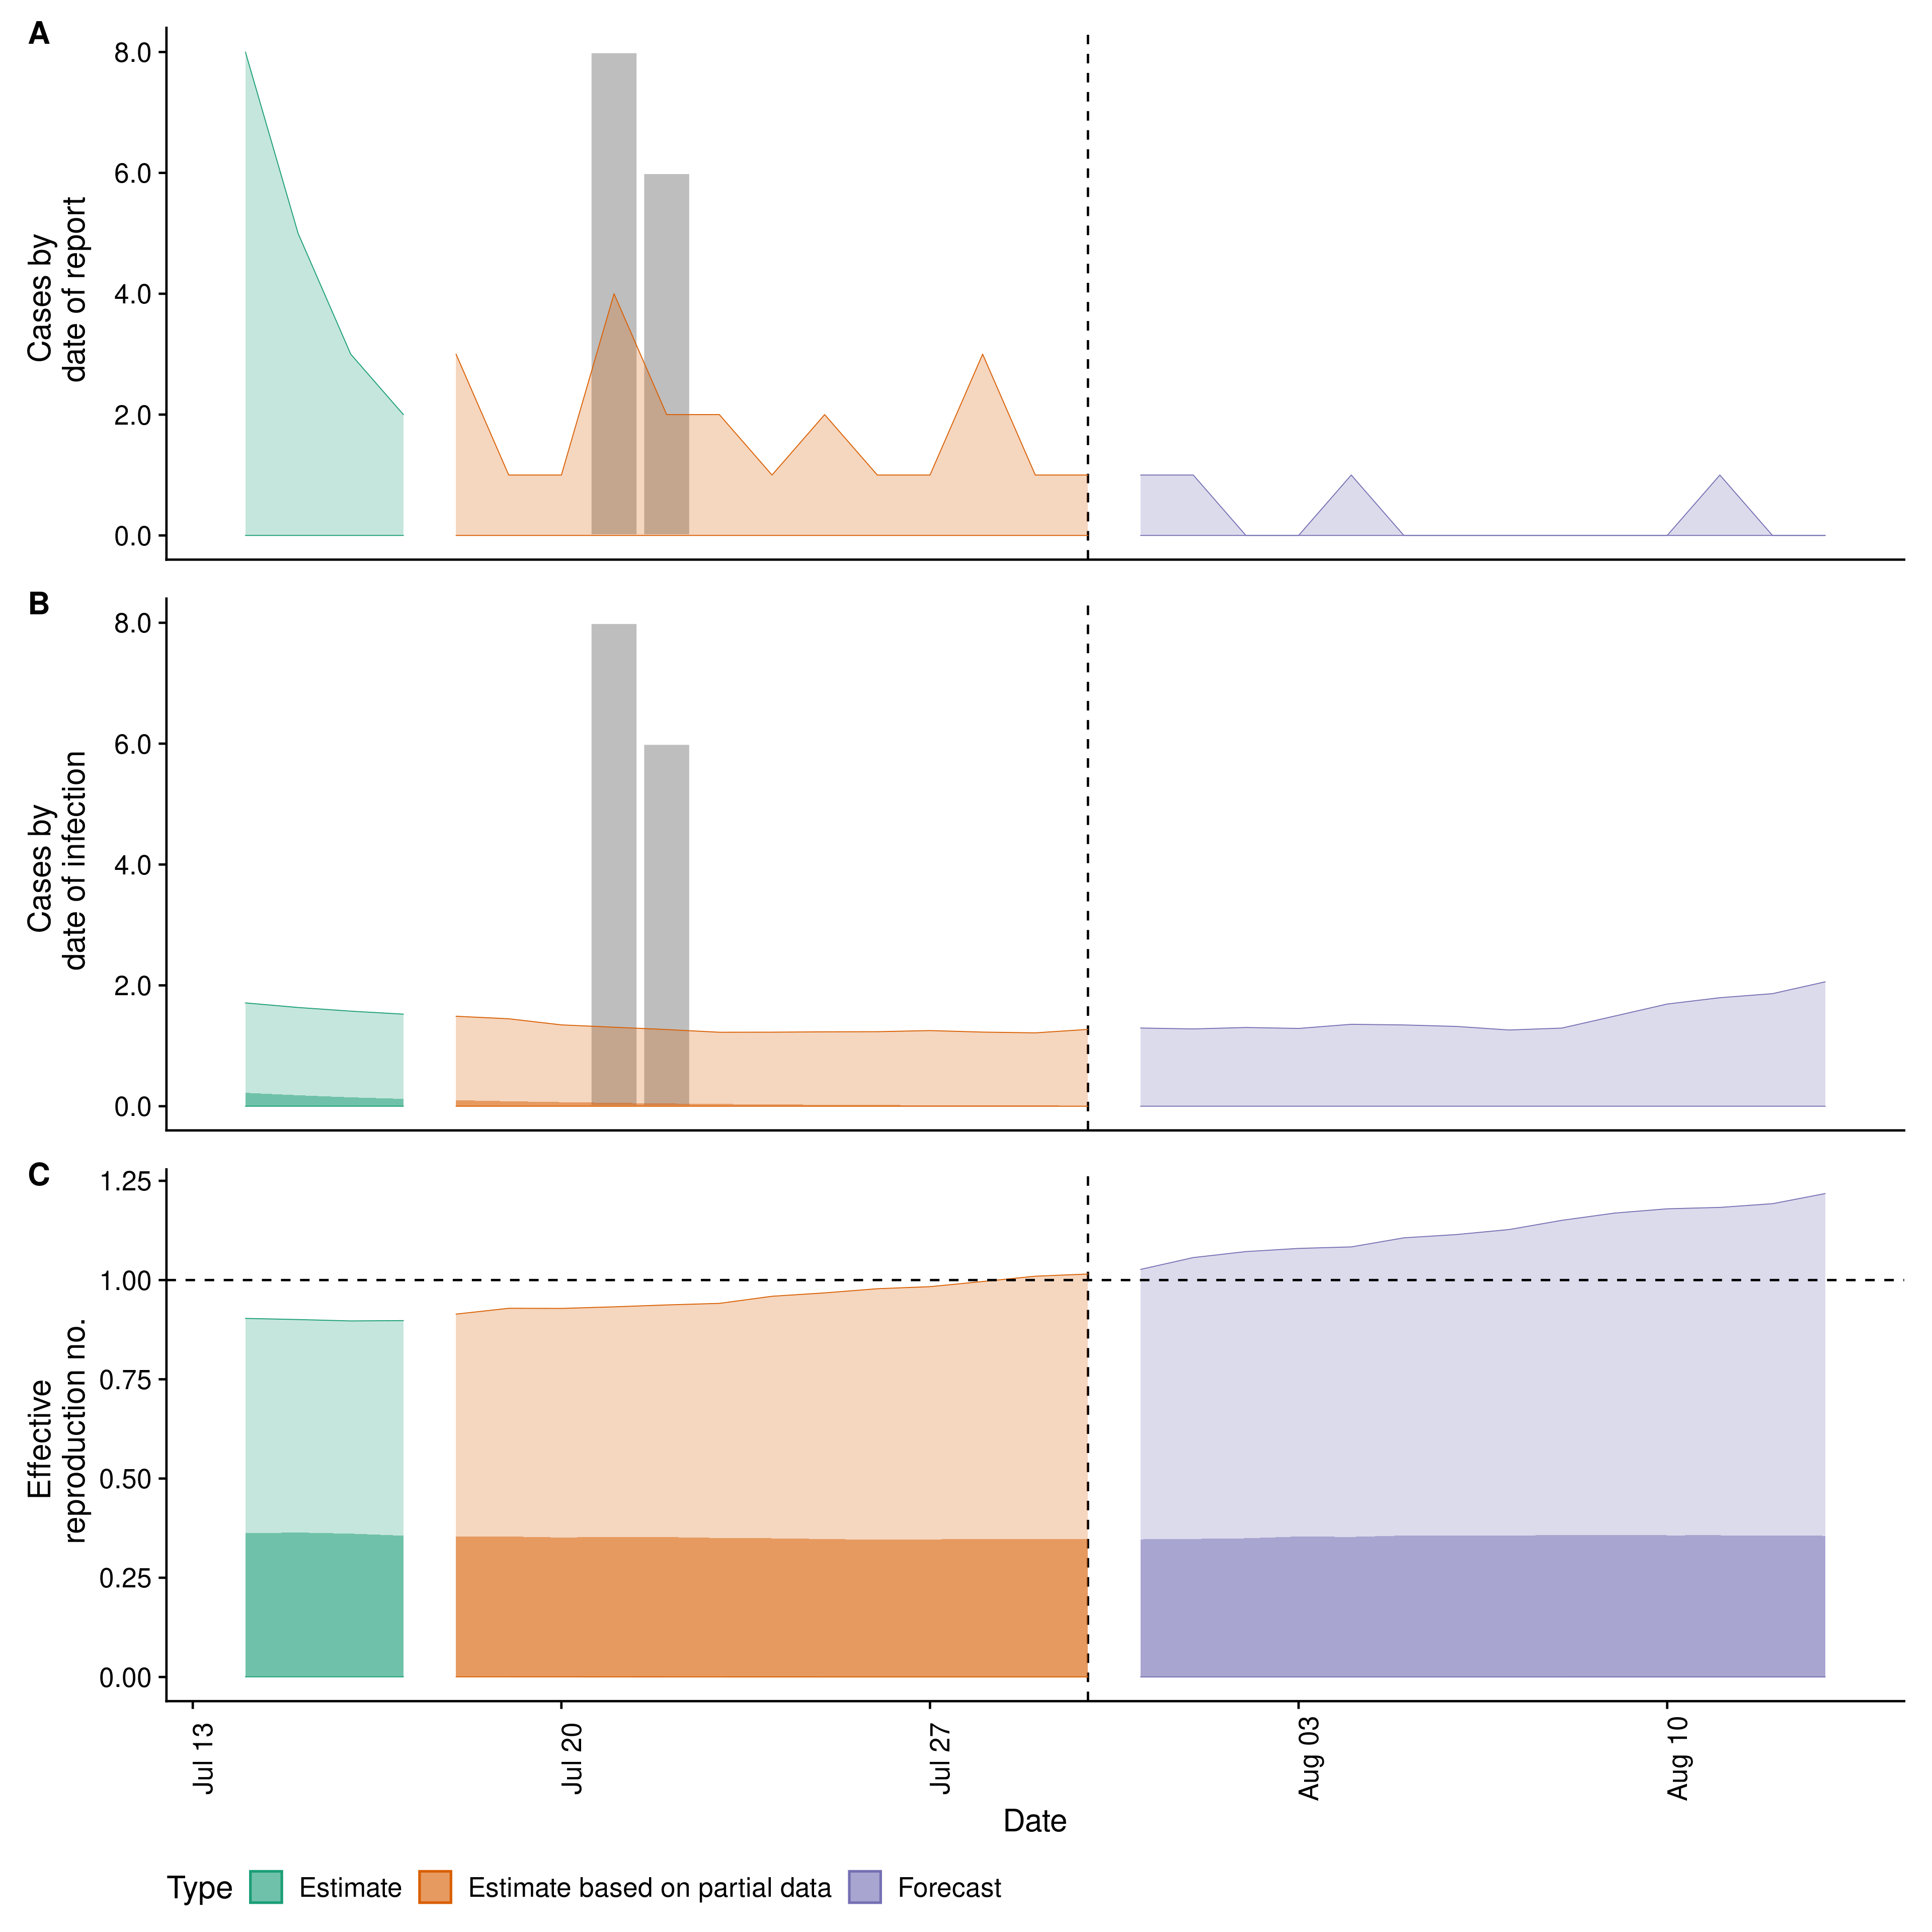 A
8.0
6.0
4.0
2.0
0.0
Cases by
date of report
B
8.0
6.0
4.0
2.0
0.0
Cases by
date of infection
C
1.25
1.00
0.75
0.50
0.25
0.00
Effective
reproduction no.
Jul 13
Jul 20
Jul 27
Aug 03
Aug 10
Date
Type Estimate Estimate based on partial data Forecast